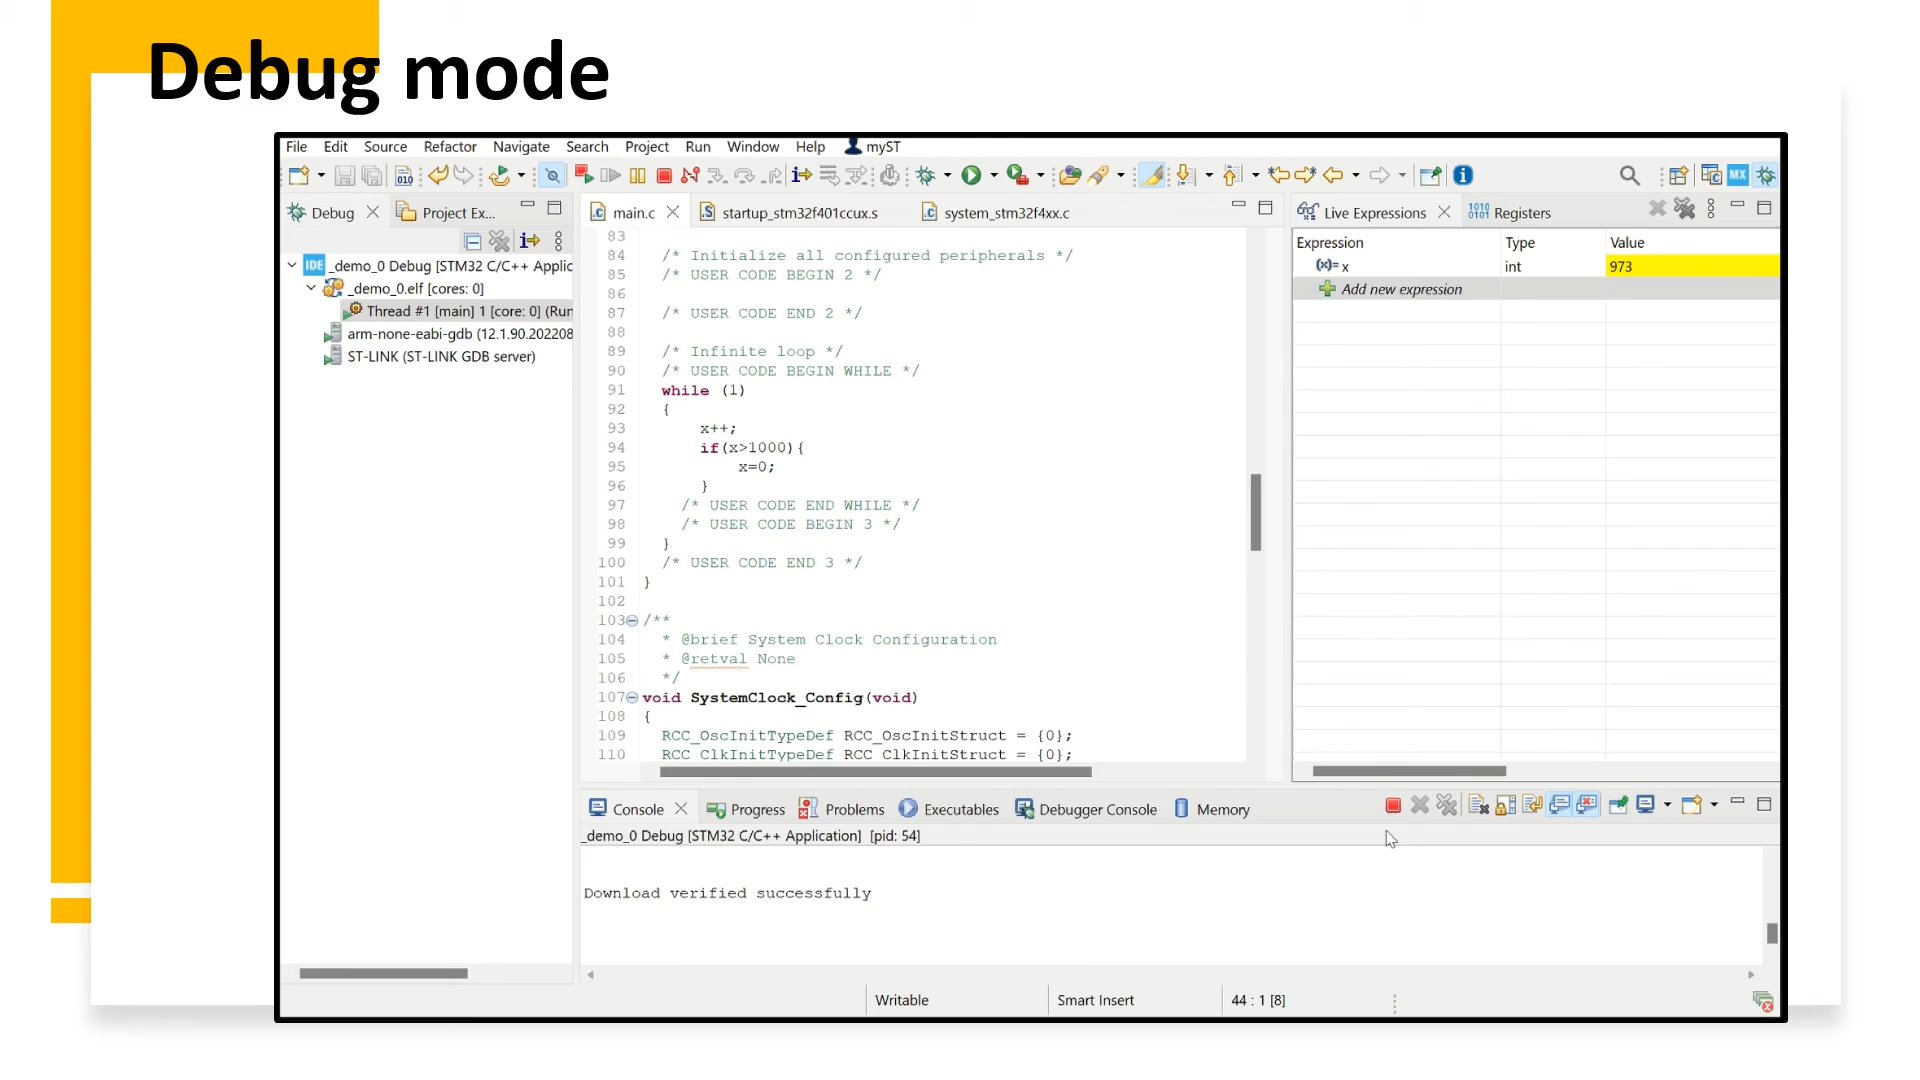 Debug mode
File Edit Source Refactor Navigate Search Project Run Window Help myST
Debug Project Ex...
_demo_0 Debug [STM32 C/C++ Applic
_demo_0.elf [cores: 0]
Thread #1 [main] 1 [core: 0] (Run
arm-none-eabi-gdb (12.1.90.202208
ST-LINK (ST-LINK GDB server)
main.c startup_stm32f401ccux.s system_stm32f4xx.c
83
84 /* Initialize all configured peripherals */
85 /* USER CODE BEGIN 2 */
86
87 /* USER CODE END 2 */
88
89 /* Infinite loop */
90 /* USER CODE BEGIN WHILE */
91 while (1)
92 {
93 x++;
94 if(x>1000){
95 x=0;
96 }
97 /* USER CODE END WHILE */
98 /* USER CODE BEGIN 3 */
99 }
100 /* USER CODE END 3 */
101 }
102
103 /**
104 * @brief System Clock Configuration
105 * @retval None
106 */
107 void SystemClock_Config(void)
108 {
109 RCC_OscInitTypeDef RCC_OscInitStruct = {0};
110 RCC_ClkInitTypeDef RCC_ClkInitStruct = {0};
Live Expressions Registers
Expression Type Value
(x)= x int 973
Add new expression
Console Progress Problems Executables Debugger Console Memory
_demo_0 Debug [STM32 C/C++ Application] [pid: 54]
Download verified successfully
Writable Smart Insert 44 : 1 [8]